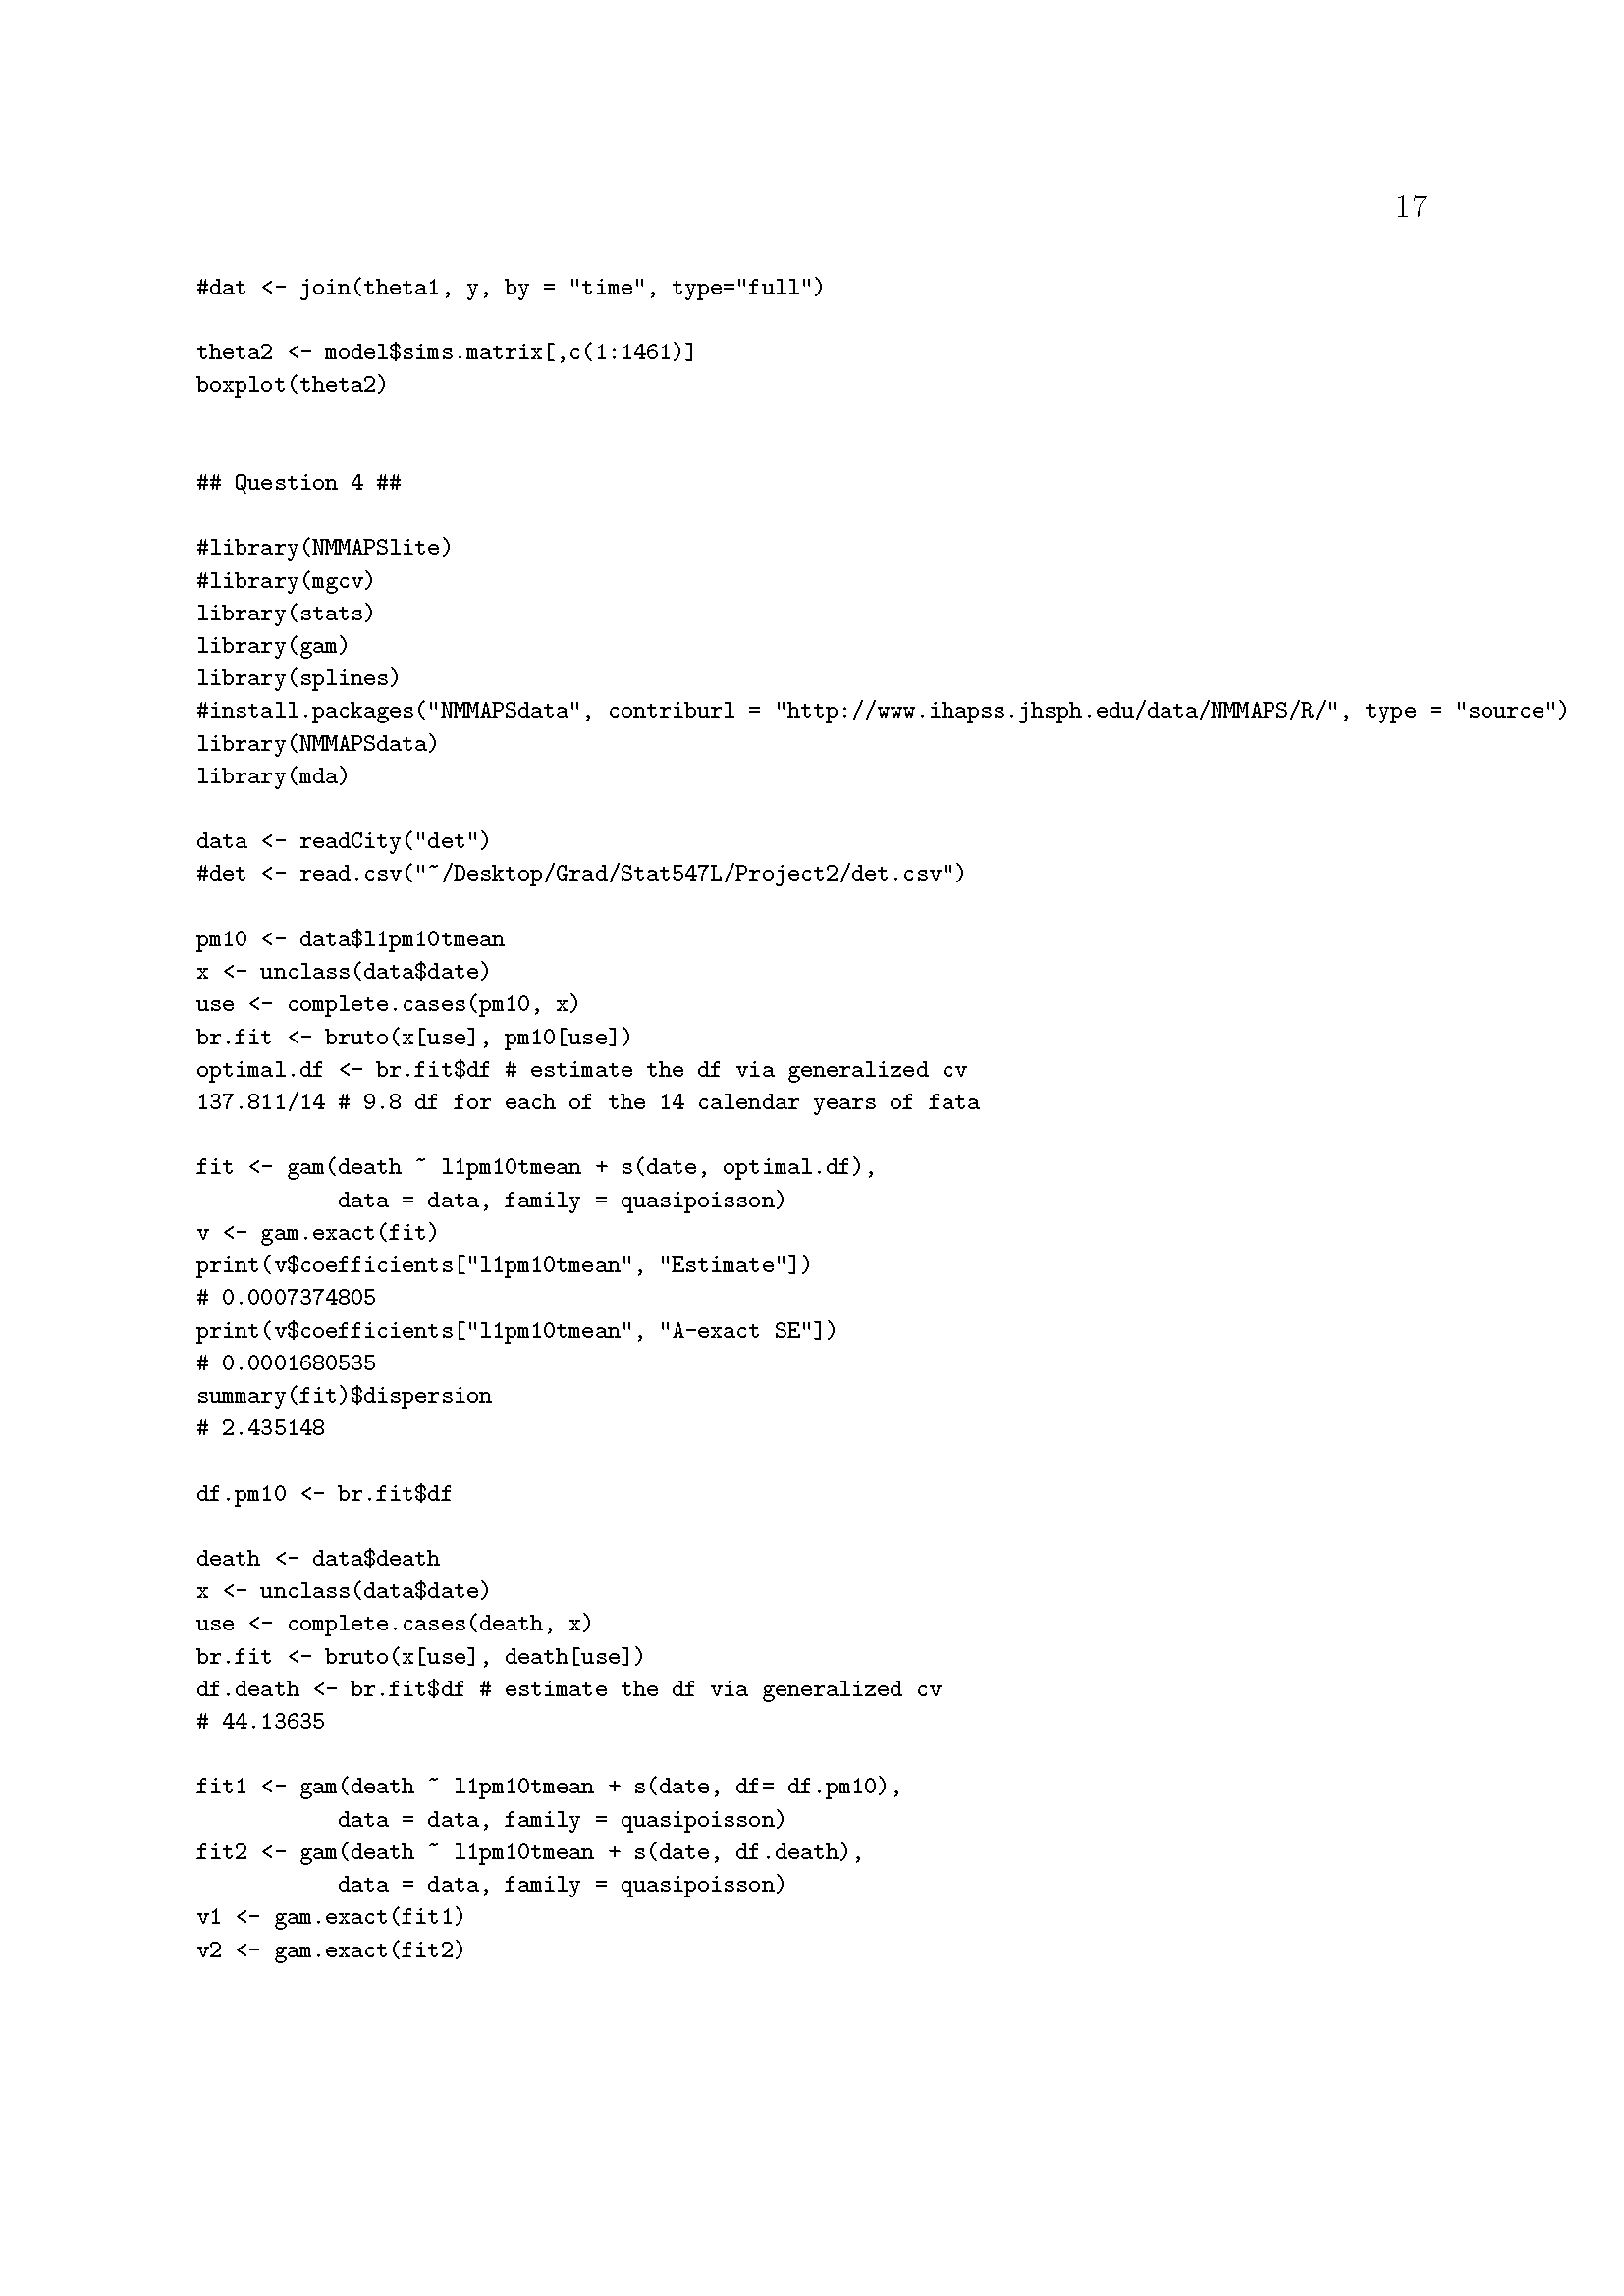 17
#dat <- join(theta1, y, by = "time", type="full")
theta2 <- model$sims.matrix[,c(1:1461)]
boxplot(theta2)
## Question 4 ##
#library(NMMAPSlite)
#library(mgcv)
library(stats)
library(gam)
library(splines)
#install.packages("NMMAPSdata", contriburl = "http://www.ihapss.jhsph.edu/data/NMMAPS/R/", type = "source")
library(NMMAPSdata)
library(mda)
data <- readCity("det")
#det <- read.csv("~/Desktop/Grad/Stat547L/Project2/det.csv")
pm10 <- data$l1pm10tmean
x <- unclass(data$date)
use <- complete.cases(pm10, x)
br.fit <- bruto(x[use], pm10[use])
optimal.df <- br.fit$df # estimate the df via generalized cv
137.811/14 # 9.8 df for each of the 14 calendar years of fata
fit <- gam(death ~ l1pm10tmean + s(date, optimal.df),
data = data, family = quasipoisson)
v <- gam.exact(fit)
print(v$coefficients["l1pm10tmean", "Estimate"])
# 0.0007374805
print(v$coefficients["l1pm10tmean", "A-exact SE"])
# 0.0001680535
summary(fit)$dispersion
# 2.435148
df.pm10 <- br.fit$df
death <- data$death
x <- unclass(data$date)
use <- complete.cases(death, x)
br.fit <- bruto(x[use], death[use])
df.death <- br.fit$df # estimate the df via generalized cv
# 44.13635
fit1 <- gam(death ~ l1pm10tmean + s(date, df= df.pm10),
data = data, family = quasipoisson)
fit2 <- gam(death ~ l1pm10tmean + s(date, df.death),
data = data, family = quasipoisson)
v1 <- gam.exact(fit1)
v2 <- gam.exact(fit2)